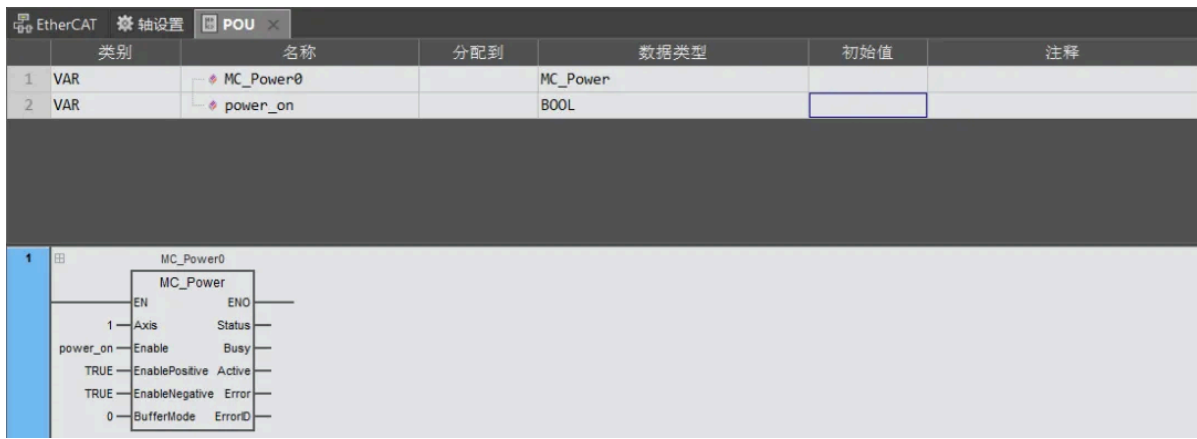 EtherCAT 轴设置 POU
类别 名称 分配到 数据类型 初始值 注释
1 VAR MC_Power0 MC_Power
2 VAR power_on BOOL
1 MC_Power0
MC_Power
EN ENO
1 Axis Status
power_on Enable Busy
TRUE EnablePositive Active
TRUE EnableNegative Error
0 BufferMode ErrorID